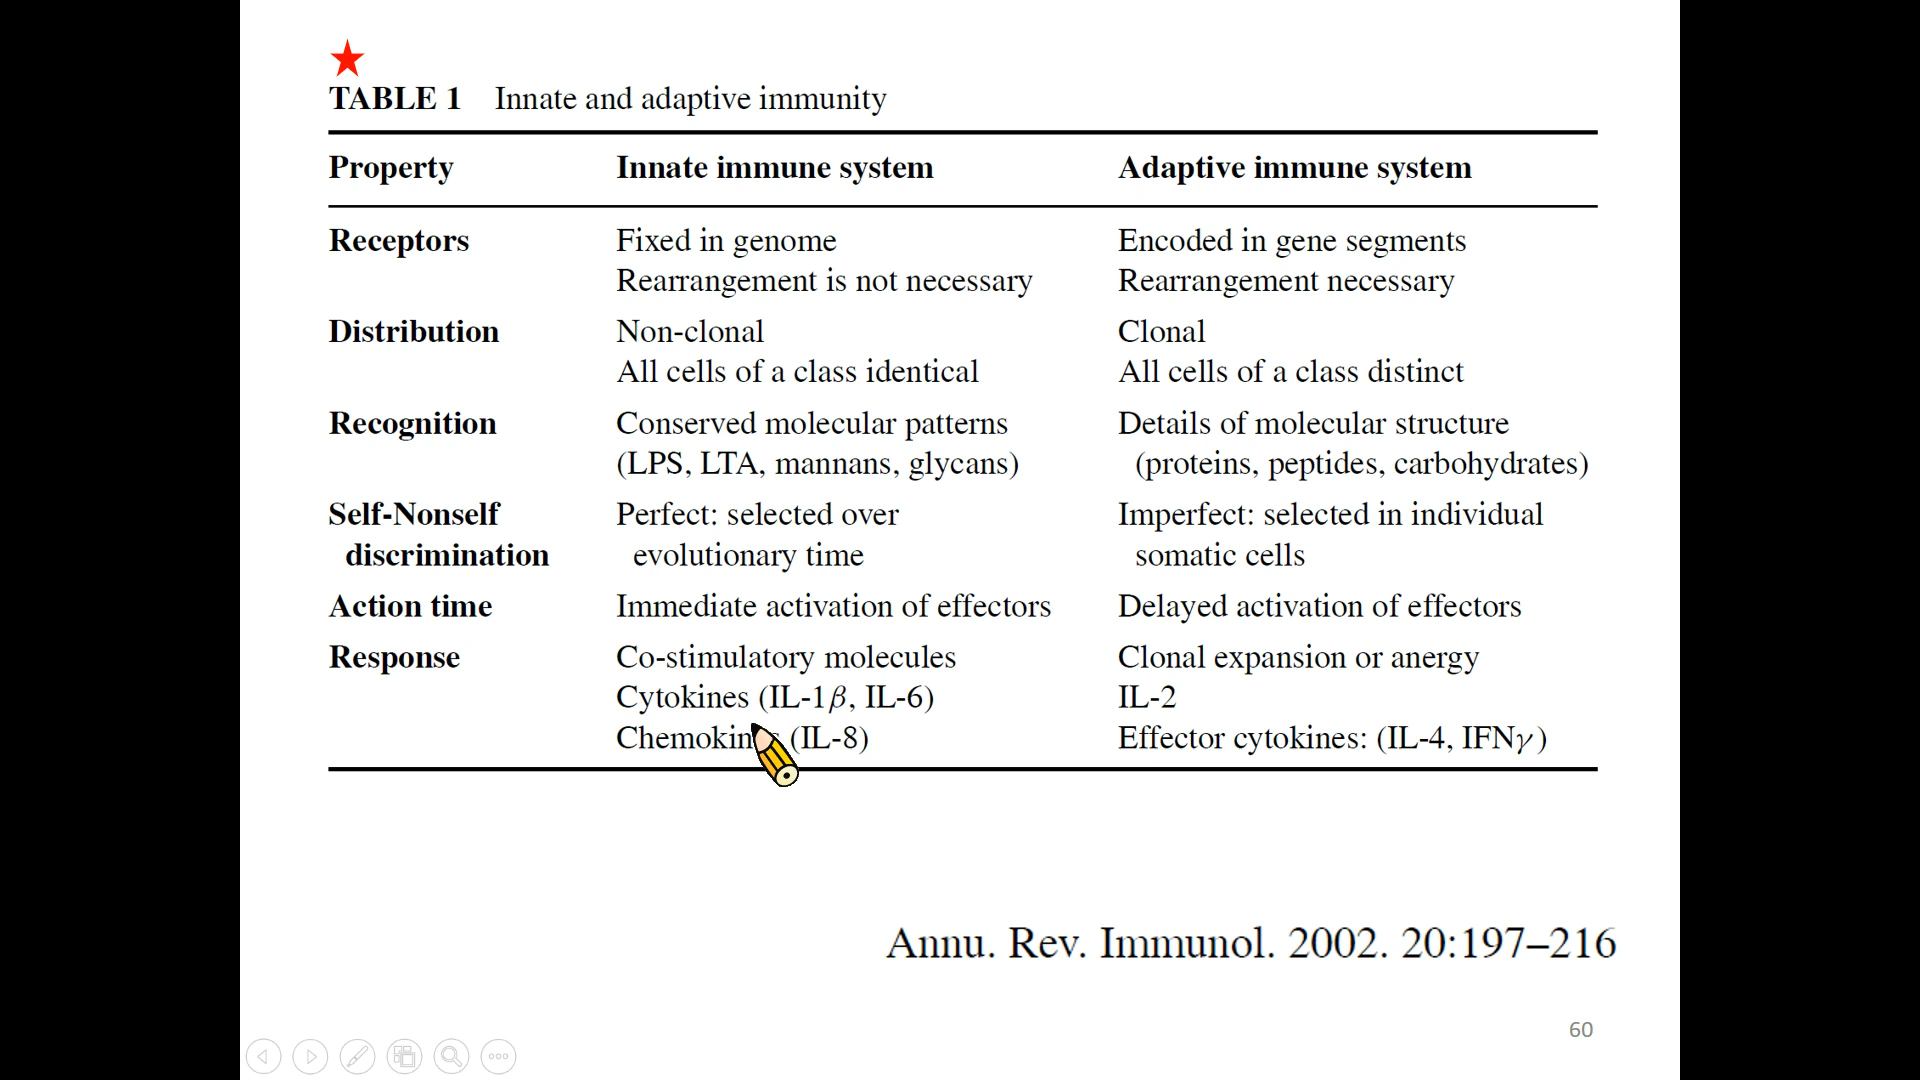 TABLE 1 Innate and adaptive immunity
Property Innate immune system Adaptive immune system
Receptors Fixed in genome Encoded in gene segments
Rearrangement is not necessary Rearrangement necessary
Distribution Non-clonal Clonal
All cells of a class identical All cells of a class distinct
Recognition Conserved molecular patterns Details of molecular structure
(LPS, LTA, mannans, glycans) (proteins, peptides, carbohydrates)
Self-Nonself Perfect: selected over Imperfect: selected in individual
discrimination evolutionary time somatic cells
Action time Immediate activation of effectors Delayed activation of effectors
Response Co-stimulatory molecules Clonal expansion or anergy
Cytokines (IL-1β, IL-6) IL-2
Chemokines (IL-8) Effector cytokines: (IL-4, IFNγ)
Annu. Rev. Immunol. 2002. 20:197–216
60